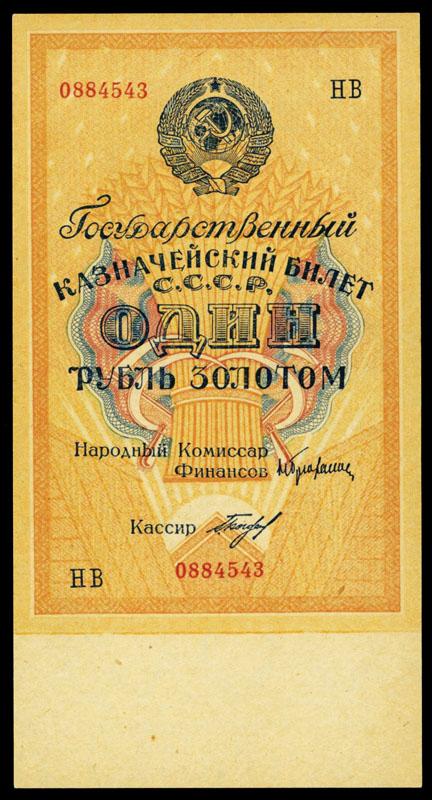 0884543 НВ
Государственный
КАЗНАЧЕЙСКИЙ БИЛЕТ
С.С.С.Р.
ОДИН
РУБЛЬ ЗОЛОТОМ
Народный Комиссар
Финансов
Кассир
НВ 0884543